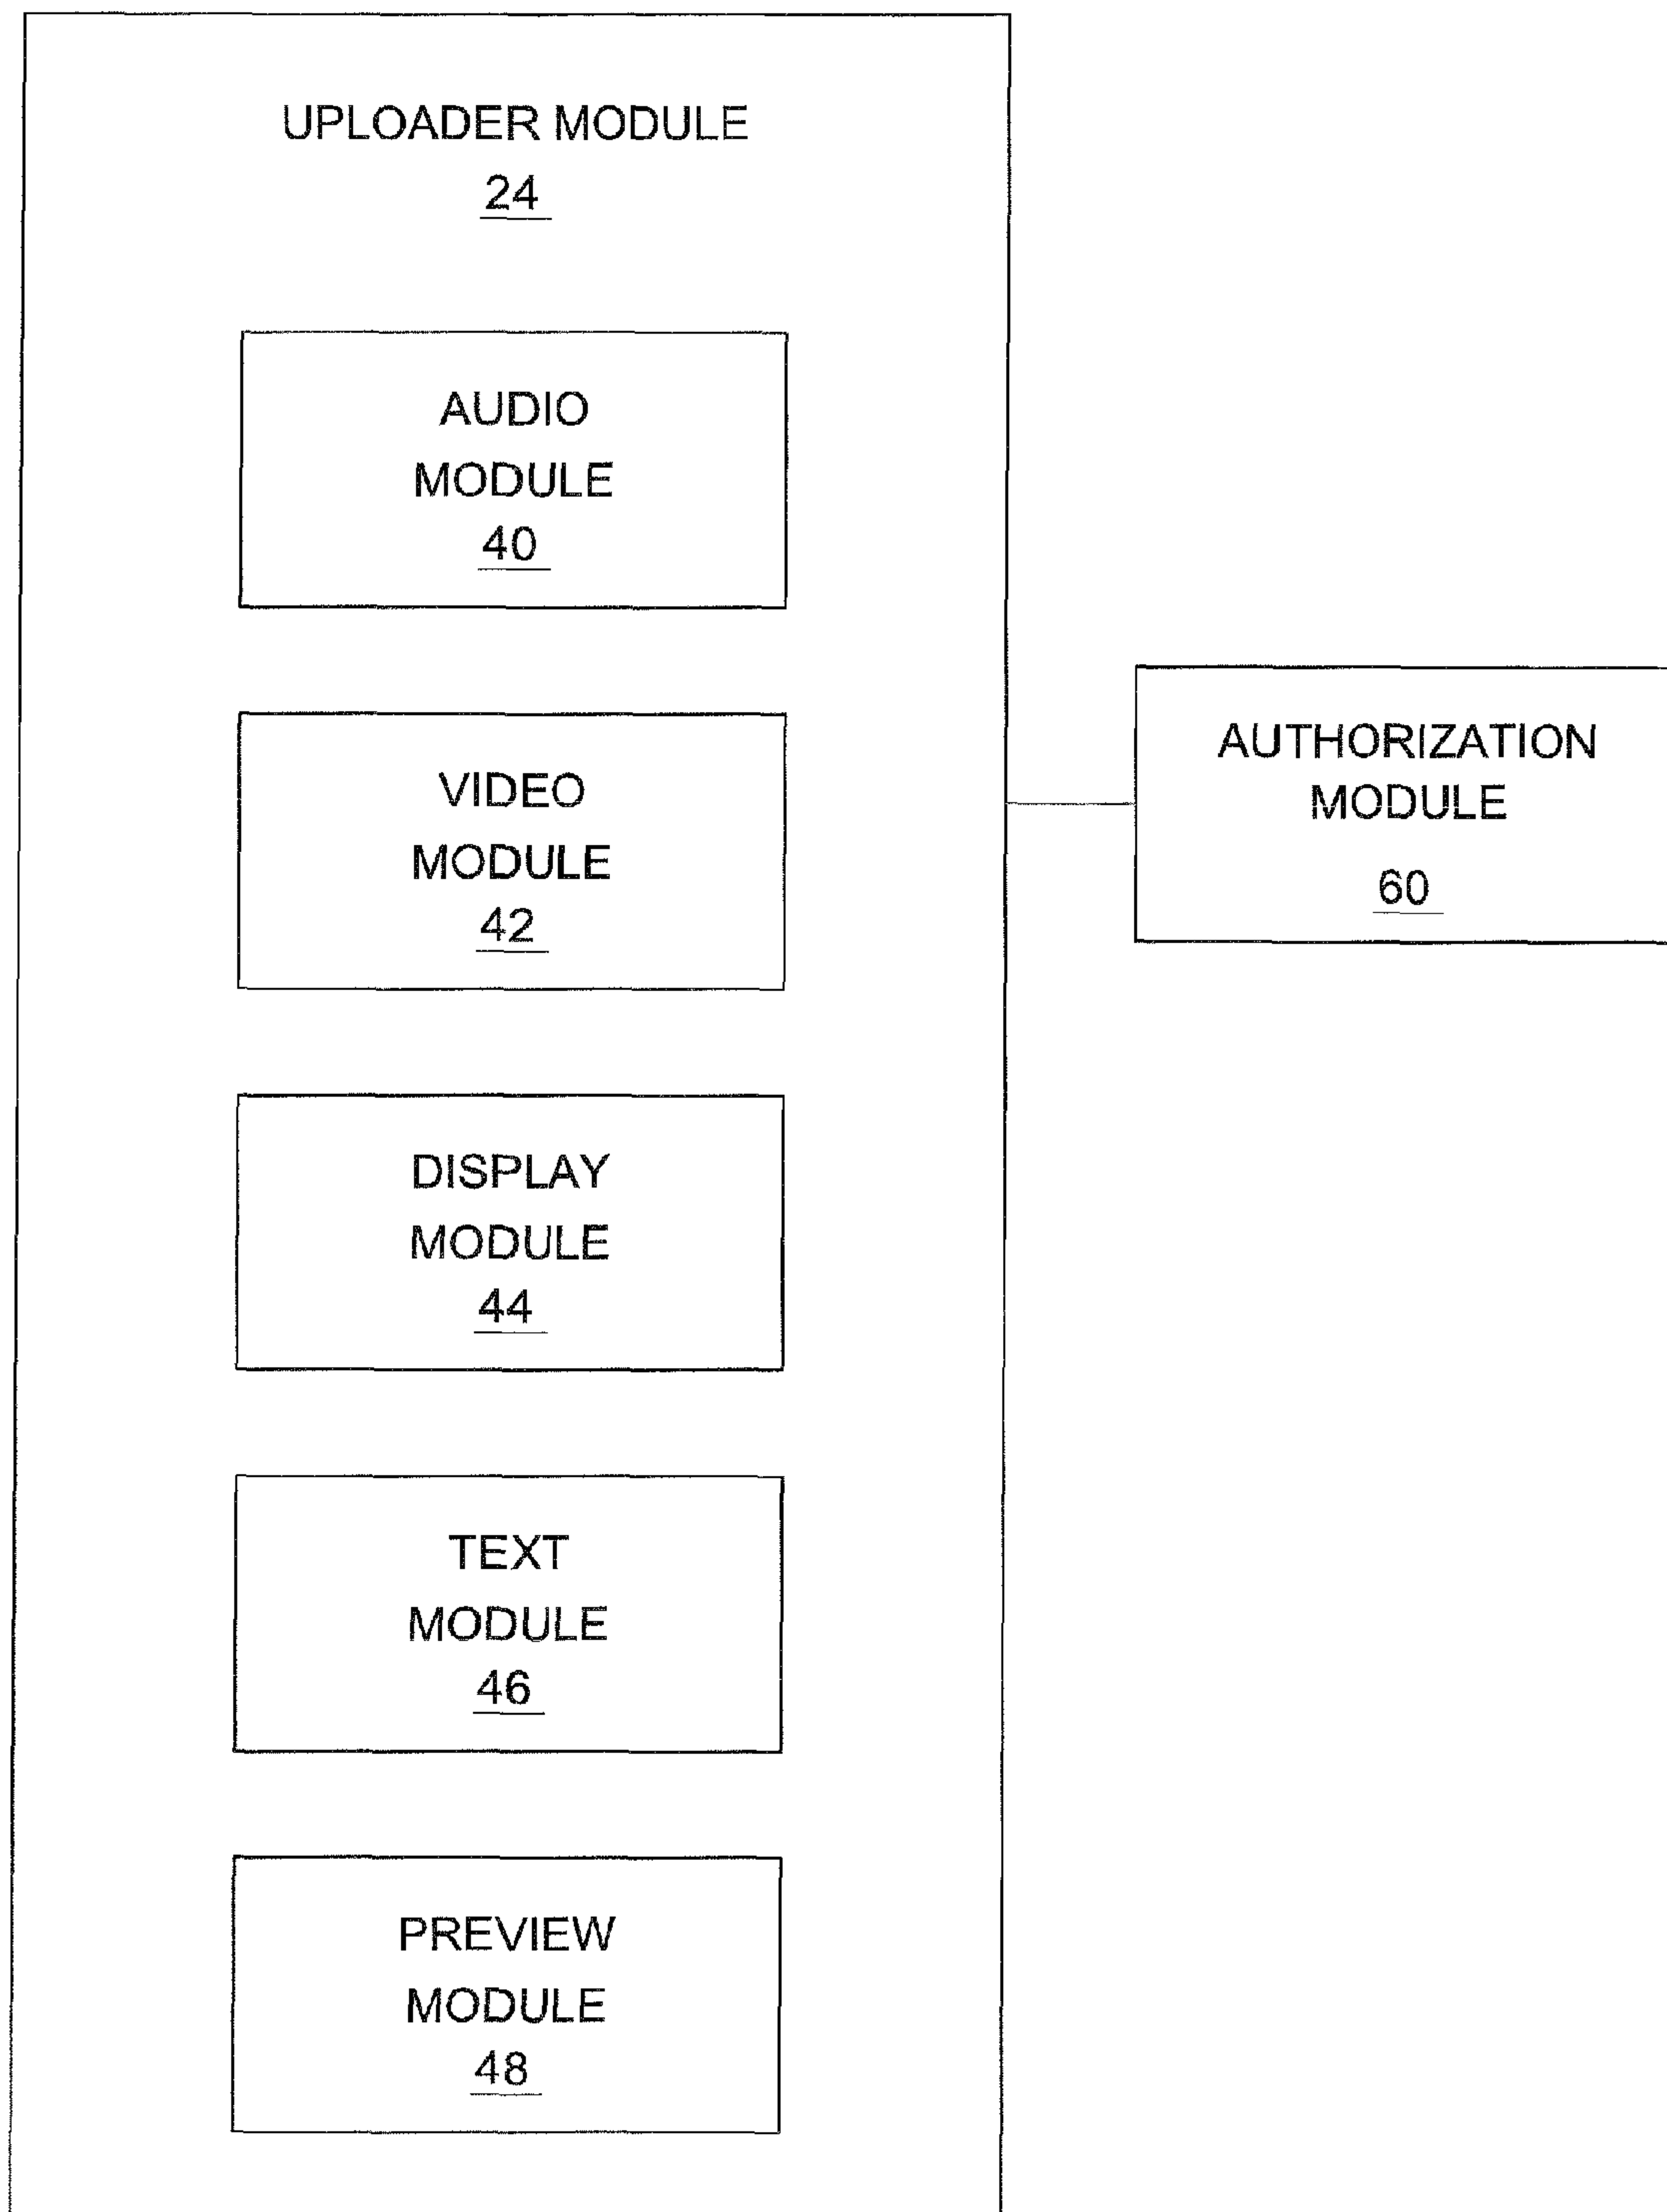 UPLOADER MODULE
24
AUDIO
MODULE
40
VIDEO
MODULE
42
DISPLAY
MODULE
44
TEXT
MODULE
46
PREVIEW
MODULE
48
AUTHORIZATION
MODULE
60